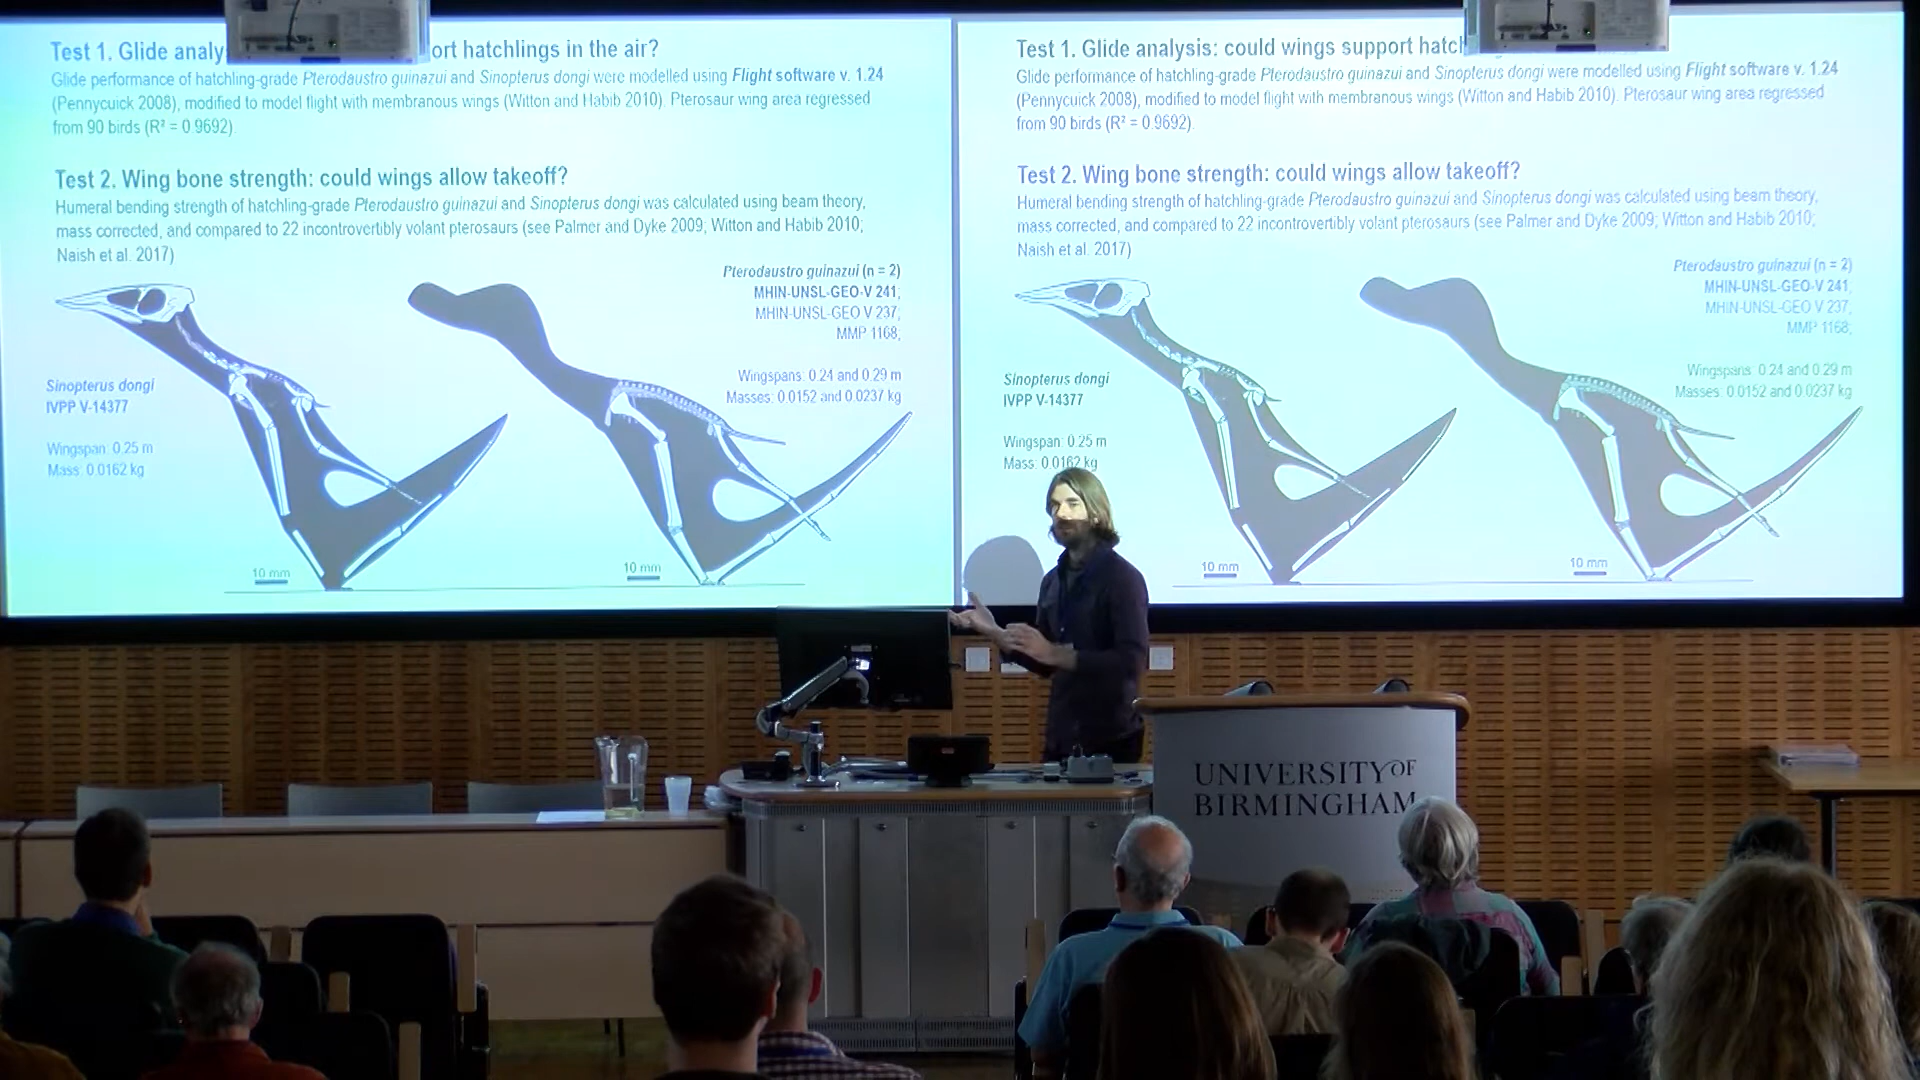 Test 1. Glide analy ort hatchlings in the air?
Glide performance of hatchling-grade Pterodaustro guinazui and Sinopterus dongi were modelled using Flight software v. 1.24
(Pennycuick 2008), modified to model flight with membranous wings (Witton and Habib 2010). Pterosaur wing area regressed
from 90 birds (R² = 0.9692).
Test 2. Wing bone strength: could wings allow takeoff?
Humeral bending strength of hatchling-grade Pterodaustro guinazui and Sinopterus dongi was calculated using beam theory,
mass corrected, and compared to 22 incontrovertibly volant pterosaurs (see Palmer and Dyke 2009; Witton and Habib 2010;
Naish et al. 2017)
Pterodaustro guinazui (n = 2)
MHIN-UNSL-GEO-V 241;
MHIN-UNSL-GEO V 237;
MMP 1168;
Wingspans: 0.24 and 0.29 m
Masses: 0.0152 and 0.0237 kg
Sinopterus dongi
IVPP V-14377
Wingspan: 0.25 m
Mass: 0.0162 kg
10 mm
10 mm
Test 1. Glide analysis: could wings support hatcl
Glide performance of hatchling-grade Pterodaustro guinazui and Sinopterus dongi were modelled using Flight software v. 1.24
(Pennycuick 2008), modified to model flight with membranous wings (Witton and Habib 2010). Pterosaur wing area regressed
from 90 birds (R² = 0.9692).
Test 2. Wing bone strength: could wings allow takeoff?
Humeral bending strength of hatchling-grade Pterodaustro guinazui and Sinopterus dongi was calculated using beam theory,
mass corrected, and compared to 22 incontrovertibly volant pterosaurs (see Palmer and Dyke 2009; Witton and Habib 2010;
Naish et al. 2017)
Pterodaustro guinazui (n = 2)
MHIN-UNSL-GEO-V 241,
MHIN-UNSL-GEO V 237,
MMP 1168;
Wingspans: 0.24 and 0.29 m
Masses: 0.0152 and 0.0237 kg
Sinopterus dongi
IVPP V-14377
Wingspan: 0.25 m
Mass: 0.0162 kg
10 mm
10 mm
UNIVERSITY OF
BIRMINGHAM